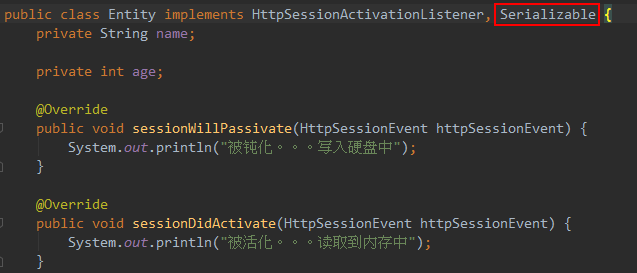 public class Entity implements HttpSessionActivationListener, Serializable {
private String name;
private int age;
@Override
public void sessionWillPassivate(HttpSessionEvent httpSessionEvent) {
System.out.println("被钝化。。。写入硬盘中");
}
@Override
public void sessionDidActivate(HttpSessionEvent httpSessionEvent) {
System.out.println("被活化。。。读取到内存中");
}